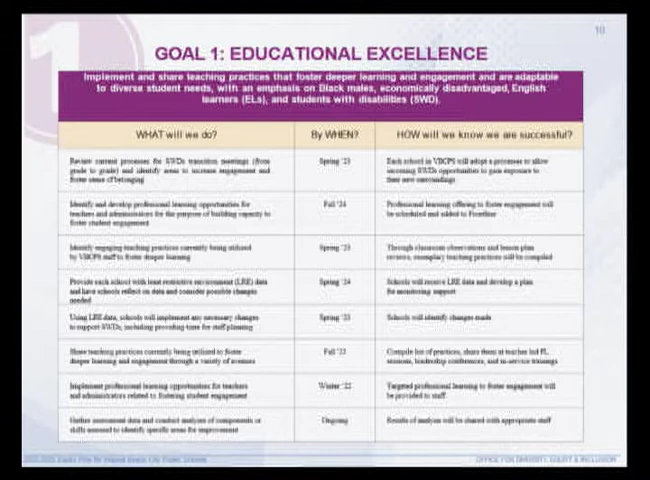 10
1
GOAL 1: EDUCATIONAL EXCELLENCE
Implement and share teaching practices that foster deeper learning and engagement and are adaptable
to diverse student needs, with an emphasis on Black males, economically disadvantaged, English
learners (ELs), and students with disabilities (SWD).
WHAT will we do?
By WHEN?
HOW will we know we are successful?
Review current processes for SWDs transition meetings (from
grade to grade) and identify areas to increase engagement and
foster sense of belonging
Spring '23
Each school in VBCPS will adopt a processes to allow
incoming SWDs opportunities to gain exposure to
their new surroundings
Identify and develop professional learning opportunities for
teachers and administrators for the purpose of building capacity to
foster student engagement
Fall '24
Professional learning offering to foster engagement will
be scheduled and added to Frontline
Identify engaging teaching practices currently being utilized
by VBCPS staff to foster deeper learning
Spring
Through classroom observations and lesson plan
reviews, exemplary teaching practices will be compiled
Provide each school with least restrictive environment (LRE) data
and have schools reflect on data and consider possible changes
needed
Spring '24
Schools will receive LRE data and develop a plan
for monitoring support
Using LRE data, schools will implement any necessary changes
to support SWDs, including providing time for staff planning
Spring
Schools will identify changes made
Share teaching practices currently being utilized to foster
deeper learning and engagement through a variety of avenues
Fall
Compile list of practices, share them at teacher led PL
sessions, leadership conferences, and in-service trainings
Implement professional learning opportunities for teachers
and administrators related to fostering student engagement
Winter
Targeted professional learning to foster engagement will
be provided to staff
Gather assessment data and conduct analyses of components or
skills assessed to identify specific areas for improvement
Ongoing
Results of analysis will be shared with appropriate staff
Equity Plan for Virginia Beach City Public Schools
OFFICE FOR DIVERSITY, EQUITY & INCLUSION